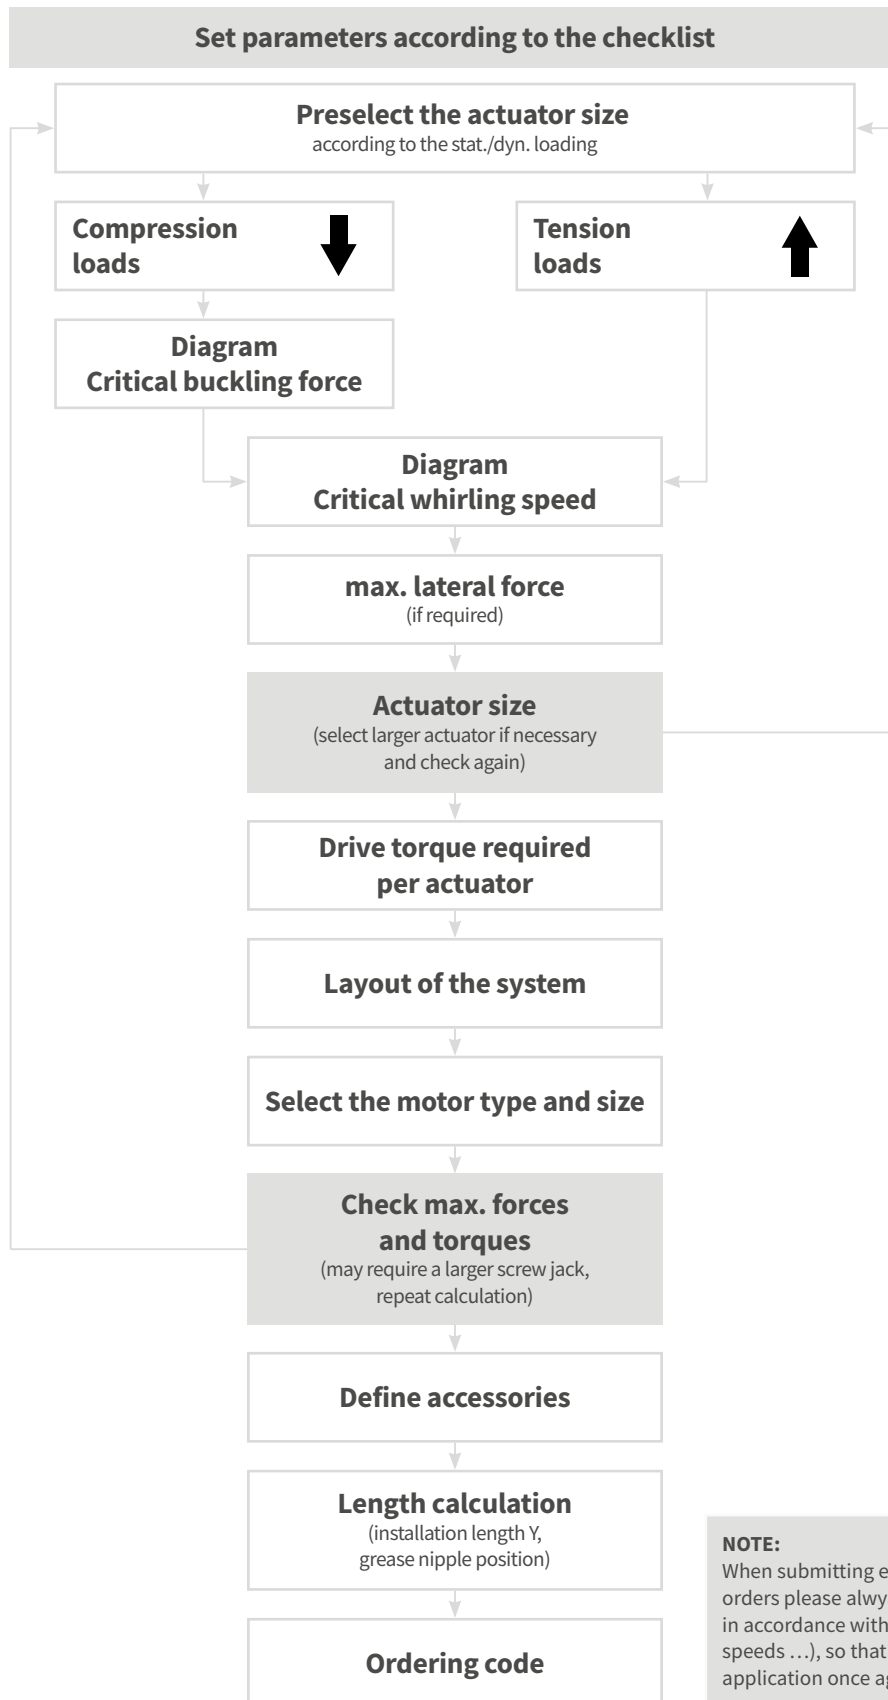 Set parameters according to the checklist
Preselect the actuator size
according to the stat./dyn. loading
Compression
loads
Tension
loads
Diagram
Critical buckling force
Diagram
Critical whirling speed
max. lateral force
(if required)
Actuator size
(select larger actuator if necessary
and check again)
Drive torque required
per actuator
Layout of the system
Select the motor type and size
Check max. forces
and torques
(may require a larger screw jack,
repeat calculation)
Define accessories
Length calculation
(installation length Y,
grease nipple position)
Ordering code
NOTE:
When submitting
orders please
in accordance with
speeds …), so that
application once